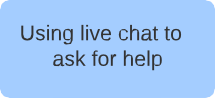 Using live chat to
ask for help